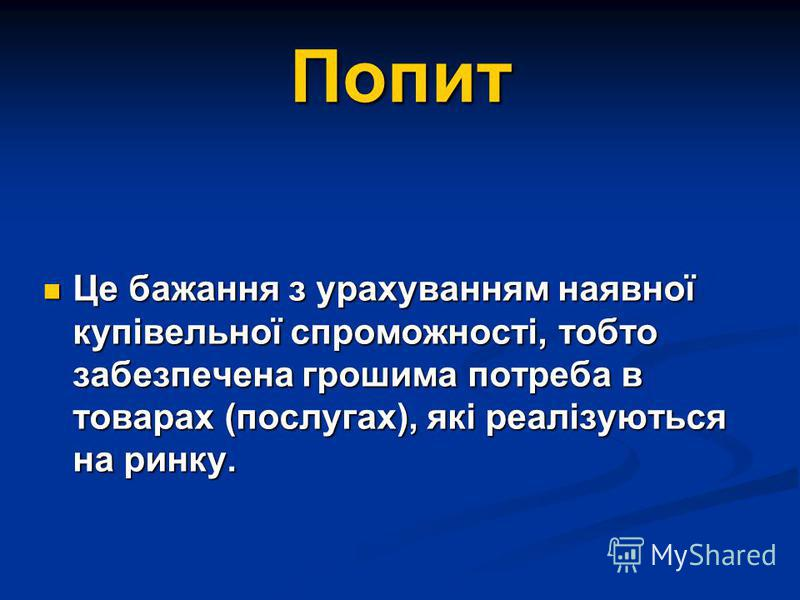 Попит
Це бажання з урахуванням наявної
купівельної спроможності, тобто
забезпечена грошима потреба в
товарах (послугах), які реалізуються
на ринку.
MyShared